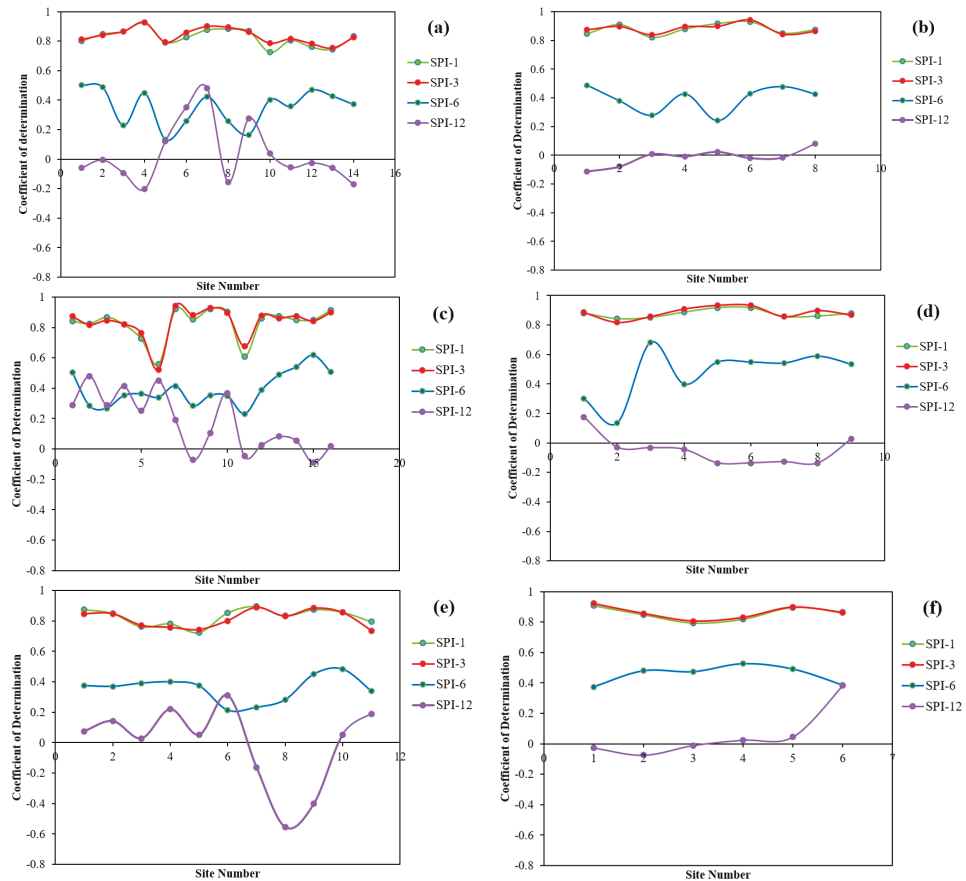 (a)
1
0.8
0.6
0.4
0.2
0
-0.2
-0.4
-0.6
-0.8
0 2 4 6 8 10 12 14 16
Coefficient of determination
Site Number
SPI-1
SPI-3
SPI-6
SPI-12
(b)
1
0.8
0.6
0.4
0.2
0
-0.2
-0.4
-0.6
-0.8
0 2 4 6 8 10
Coefficient of Determination
Site Number
SPI-1
SPI-3
SPI-6
SPI-12
(c)
1
0.8
0.6
0.4
0.2
0
-0.2
-0.4
-0.6
-0.8
0 5 10 15 20
Coefficient of Determination
Site Number
SPI-1
SPI-3
SPI-6
SPI-12
(d)
1
0.8
0.6
0.4
0.2
0
-0.2
-0.4
-0.6
-0.8
0 2 4 6 8 10
Coefficient of Determination
Site Number
SPI-1
SPI-3
SPI-6
SPI-12
(e)
1
0.8
0.6
0.4
0.2
0
-0.2
-0.4
-0.6
-0.8
0 2 4 6 8 10 12
Coefficient of Determination
Site Number
SPI-1
SPI-3
SPI-6
SPI-12
(f)
1
0.8
0.6
0.4
0.2
0
-0.2
-0.4
-0.6
-0.8
0 1 2 3 4 5 6 7
Coefficient of Determination
Site Number
SPI-1
SPI-3
SPI-6
SPI-12